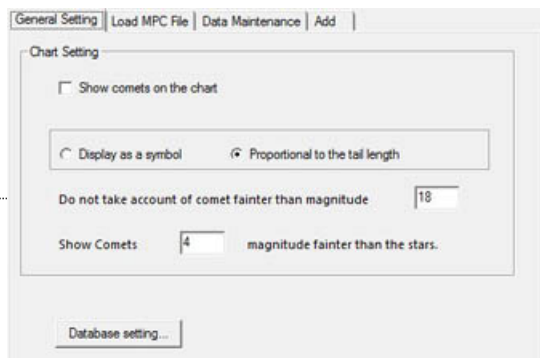 General Setting Load MPC File Data Maintenance Add
Chart Setting
Show comets on the chart
Display as a symbol Proportional to the tail length
Do not take account of comet fainter than magnitude 18
Show Comets 4 magnitude fainter than the stars.
Database setting...